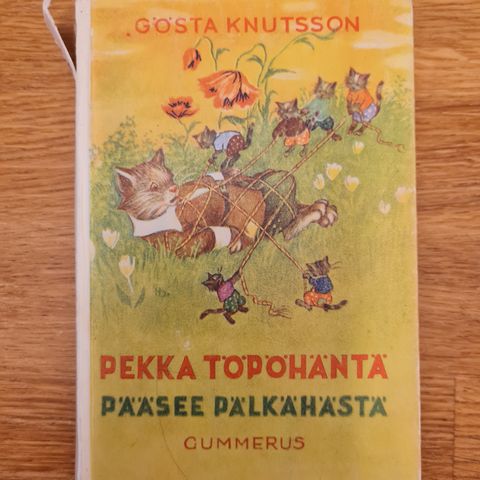 GÖSTA KNUTSSON
PEKKA TÖPÖHÄNTÄ
PÄÄSEE PÄLKÄHÄSTÄ
GUMMERUS